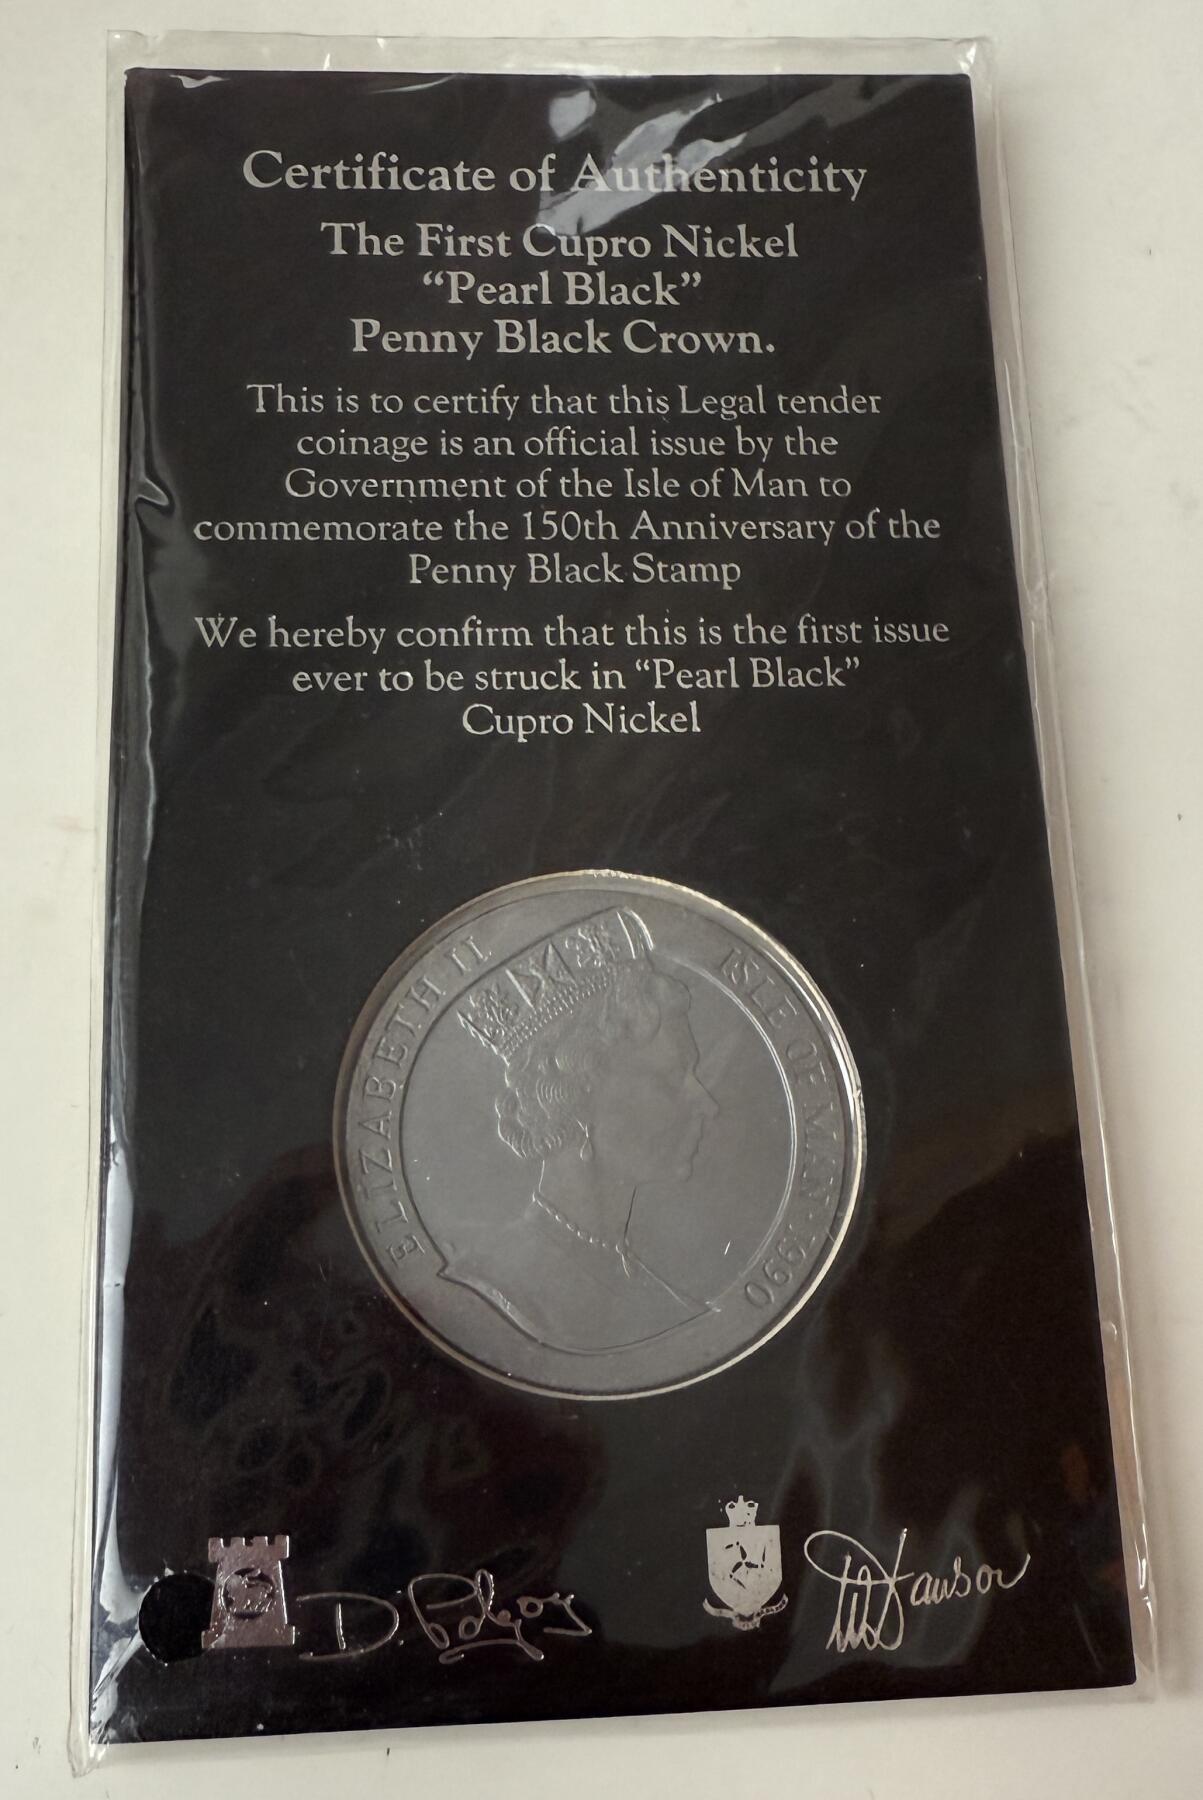 Certificate of Authenticity
The First Cupro Nickel
“Pearl Black”
Penny Black Crown.
This is to certify that this Legal tender
coinage is an official issue by the
Government of the Isle of Man to
commemorate the 150th Anniversary of the
Penny Black Stamp
We hereby confirm that this is the first issue
ever to be struck in “Pearl Black”
Cupro Nickel
ELIZABETH II
ISLE OF MAN · 1990